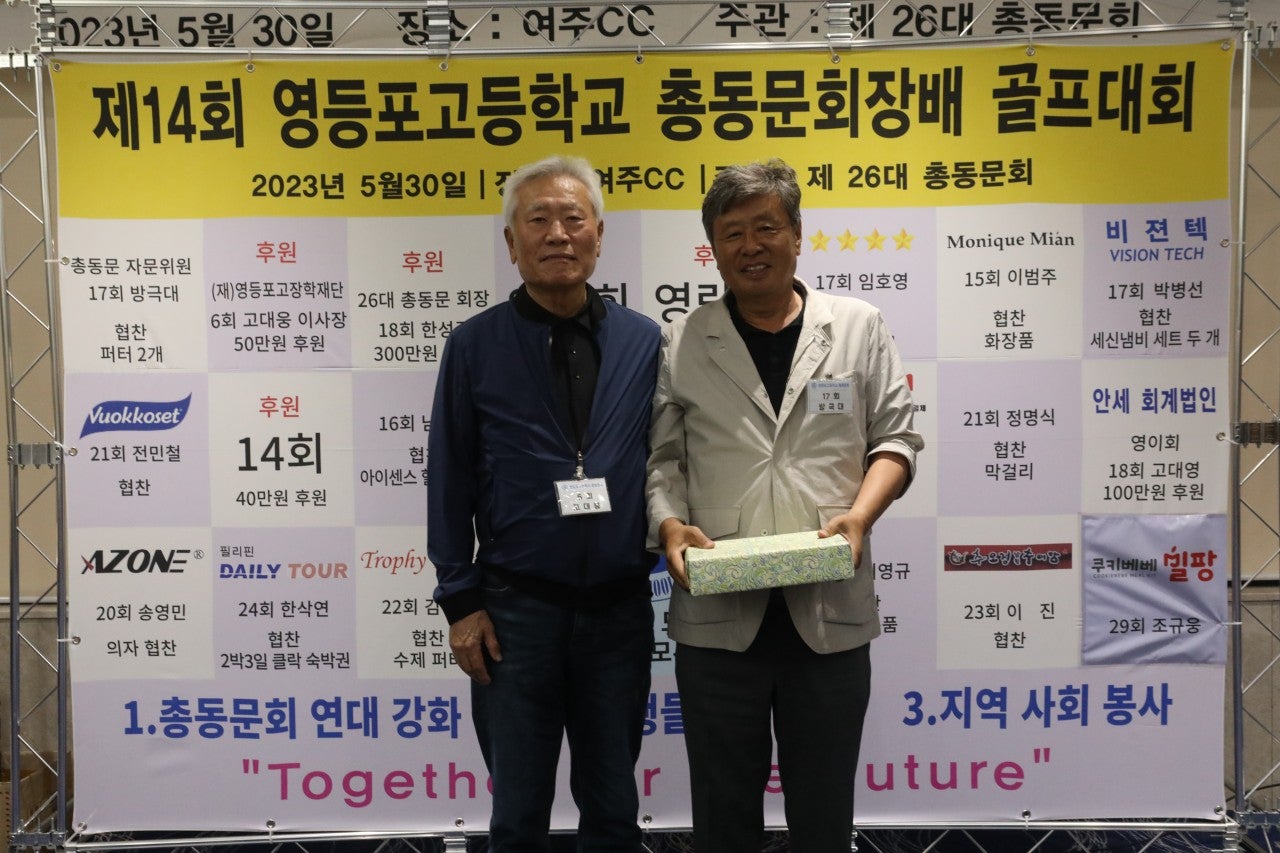 2023년 5월 30일 장소 : 여주CC 주관 : 제 26대 총동문회
제14회 영등포고등학교 총동문회장배 골프대회
2023년 5월30일 | 여주CC | 제 26대 총동문회
총동문 자문위원
17회 방극대
협찬
퍼터 2개
후원
(재)영등포고장학재단
6회 고대웅 이사장
50만원 후원
후원
26대 총동문 회장
18회 한성
300만원
17회 임호영
Monique Mián
15회 이범주
협찬
화장품
비 젼 텍
VISION TECH
17회 박병선
협찬
세신냄비 세트 두 개
Vuokkoset
21회 전민철
협찬
후원
14회
40만원 후원
16회
아이센스
17 회
방 국 대
21회 정명식
협찬
막걸리
안세 회계법인
영이회
18회 고대영
100만원 후원
AZONE®
20회 송영민
의자 협찬
필리핀
DAILY TOUR
24회 한삭연
협찬
2박3일 클락 숙박권
Trophy
22회
협찬
수제
23회 이 진
협찬
쿠키베베 밀팡
COOKIEBEBE MEAL KIT
29회 조규웅
1.총동문회 연대 강화
3.지역 사회 봉사
"Together uture"